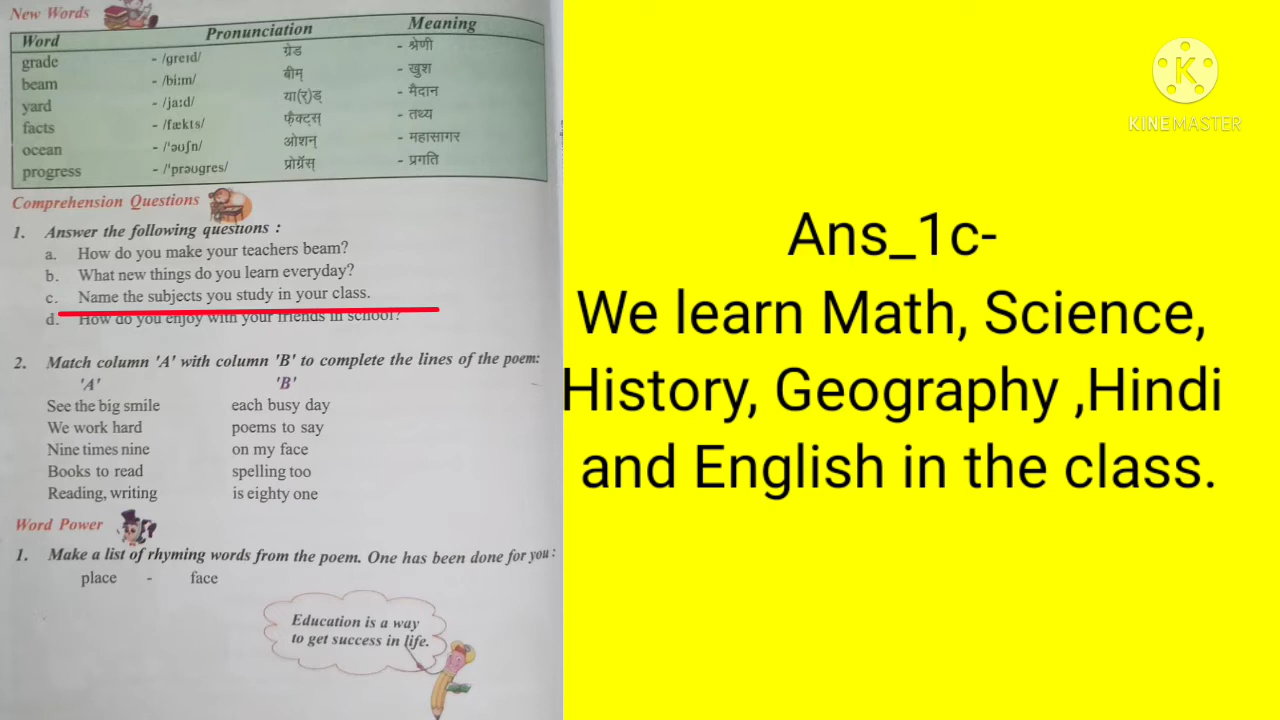 New Words
Word Pronunciation Meaning
grade - /greɪd/ ग्रेड - श्रेणी
beam - /biːm/ बीम् - खुश
yard - /jaːd/ या(र्)ड् - मैदान
facts - /fækts/ फ़ैक्ट्स् - तथ्य
ocean - /'əʊʃn/ ओशन् - महासागर
progress - /'prəʊgres/ प्रोग्रॅस् - प्रगति
Comprehension Questions
1. Answer the following questions :
a. How do you make your teachers beam?
b. What new things do you learn everyday?
c. Name the subjects you study in your class.
d. How do you enjoy with your friends in school?
2. Match column 'A' with column 'B' to complete the lines of the poem:
'A' 'B'
See the big smile each busy day
We work hard poems to say
Nine times nine on my face
Books to read spelling too
Reading, writing is eighty one
Word Power
1. Make a list of rhyming words from the poem. One has been done for you :
place - face
Education is a way
to get success in life.
K
KINEMASTER
Ans_1c-
We learn Math, Science,
History, Geography ,Hindi
and English in the class.